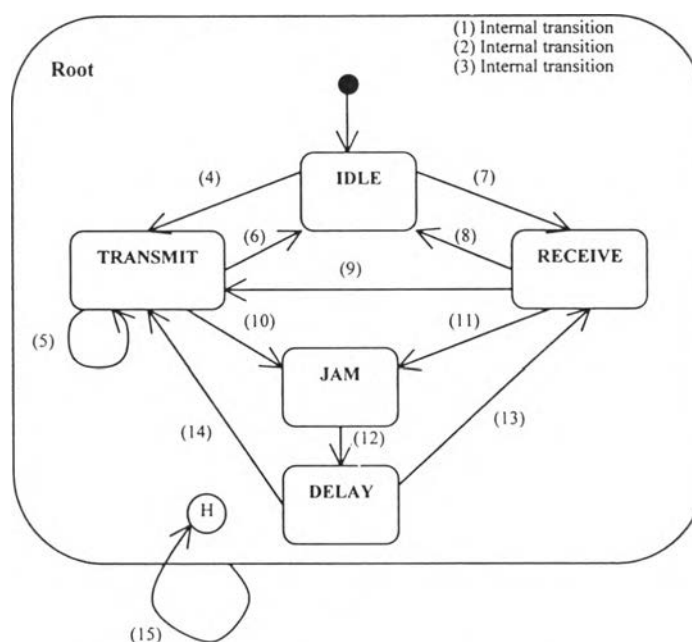 (1) Internal transition
(2) Internal transition
(3) Internal transition
Root
IDLE
(4)
(7)
TRANSMIT
(6)
(8)
RECEIVE
(9)
(5)
(10)
(11)
JAM
(14)
(12)
(13)
DELAY
H
(15)